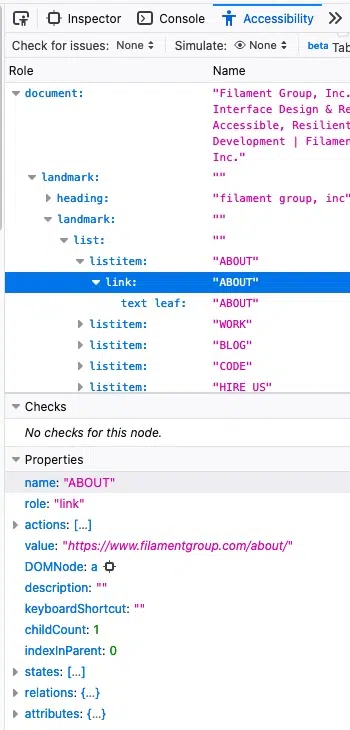 Inspector Console Accessibility
Check for issues: None Simulate: None beta Tab
Role Name
document: "Filament Group, Inc.
Interface Design & Re
Accessible, Resilient
Development | Filamen
Inc."
landmark: ""
heading: "filament group, inc"
landmark: ""
list: ""
listitem: "ABOUT"
link: "ABOUT"
text leaf: "ABOUT"
listitem: "WORK"
listitem: "BLOG"
listitem: "CODE"
listitem: "HIRE US"
Checks
No checks for this node.
Properties
name: "ABOUT"
role: "link"
actions: […]
value: "https://www.filamentgroup.com/about/"
DOMNode: a
description: ""
keyboardShortcut: ""
childCount: 1
indexInParent: 0
states: […]
relations: {…}
attributes: {…}